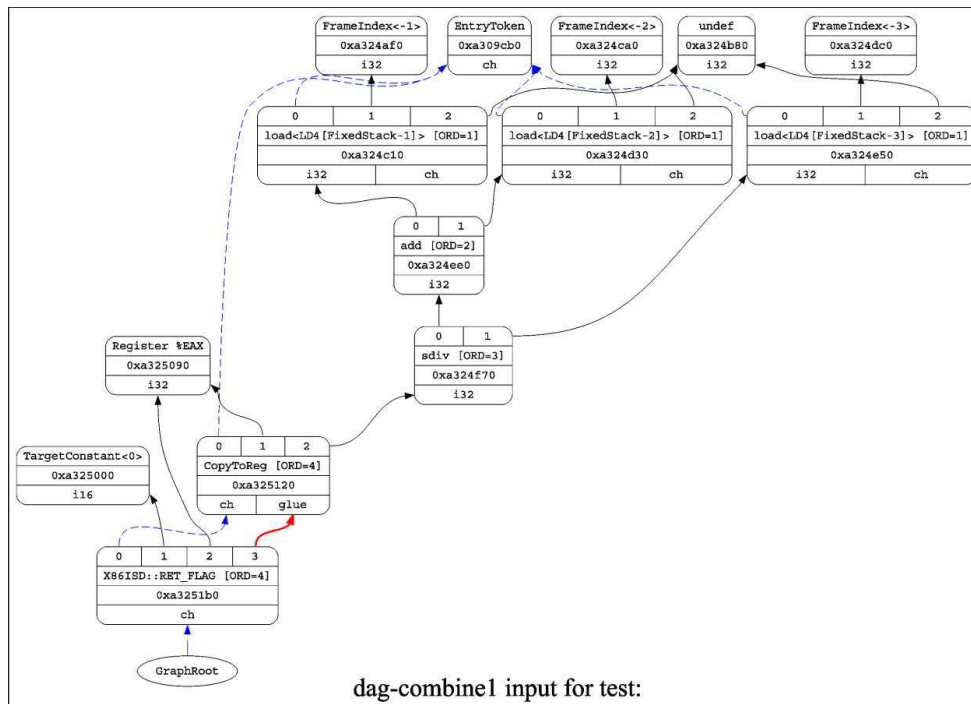 FrameIndex<-1>
0xa324af0
i32
EntryToken
0xa309cb0
ch
FrameIndex<-2>
0xa324ca0
i32
undef
0xa324b80
i32
FrameIndex<-3>
0xa324dc0
i32
0 1 2
load<LD4[FixedStack-1]> [ORD=1]
0xa324c10
i32 ch
0 1 2
load<LD4[FixedStack-2]> [ORD=1]
0xa324d30
i32 ch
0 1 2
load<LD4[FixedStack-3]> [ORD=1]
0xa324e50
i32 ch
0 1
add [ORD=2]
0xa324ee0
i32
0 1
sdiv [ORD=3]
0xa324f70
i32
Register %EAX
0xa325090
i32
0 1 2
CopyToReg [ORD=4]
0xa325120
ch glue
TargetConstant<0>
0xa325000
i16
0 1 2 3
X86ISD::RET_FLAG [ORD=4]
0xa3251b0
ch
GraphRoot
dag-combine1 input for test: